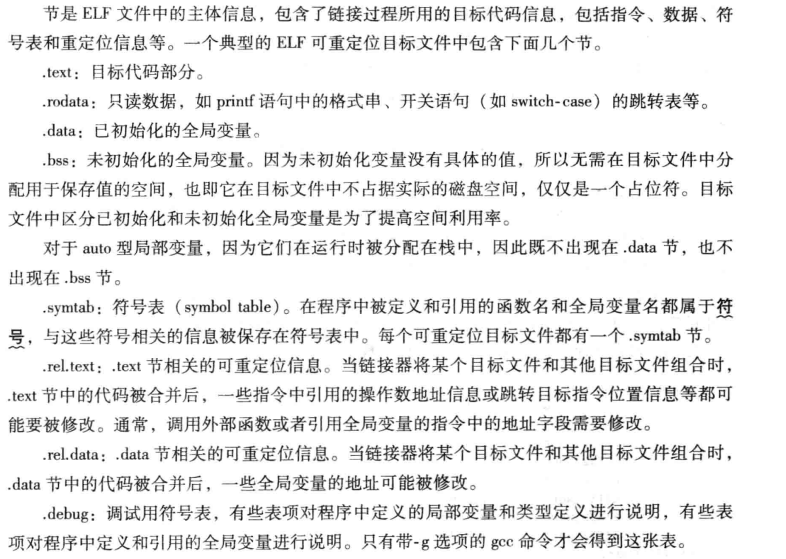 节是 ELF 文件中的主体信息，包含了链接过程所用的目标代码信息，包括指令、数据、符
号表和重定位信息等。一个典型的 ELF 可重定位目标文件中包含下面几个节。
.text：目标代码部分。
.rodata：只读数据，如 printf 语句中的格式串、开关语句（如 switch-case）的跳转表等。
.data：已初始化的全局变量。
.bss：未初始化的全局变量。因为未初始化变量没有具体的值，所以无需在目标文件中分
配用于保存值的空间，也即它在目标文件中不占据实际的磁盘空间，仅仅是一个占位符。目标
文件中区分已初始化和未初始化全局变量是为了提高空间利用率。
对于 auto 型局部变量，因为它们在运行时被分配在栈中，因此既不出现在 .data 节，也不
出现在 .bss 节。
.symtab：符号表（symbol table）。在程序中被定义和引用的函数名和全局变量名都属于符
号，与这些符号相关的信息被保存在符号表中。每个可重定位目标文件都有一个 .symtab 节。
.rel.text：.text 节相关的可重定位信息。当链接器将某个目标文件和其他目标文件组合时，
.text 节中的代码被合并后，一些指令中引用的操作数地址信息或跳转目标指令位置信息等都可
能要被修改。通常，调用外部函数或者引用全局变量的指令中的地址字段需要修改。
.rel.data：.data 节相关的可重定位信息。当链接器将某个目标文件和其他目标文件组合时，
.data 节中的代码被合并后，一些全局变量的地址可能被修改。
.debug：调试用符号表，有些表项对程序中定义的局部变量和类型定义进行说明，有些表
项对程序中定义和引用的全局变量进行说明。只有带-g 选项的 gcc 命令才会得到这张表。